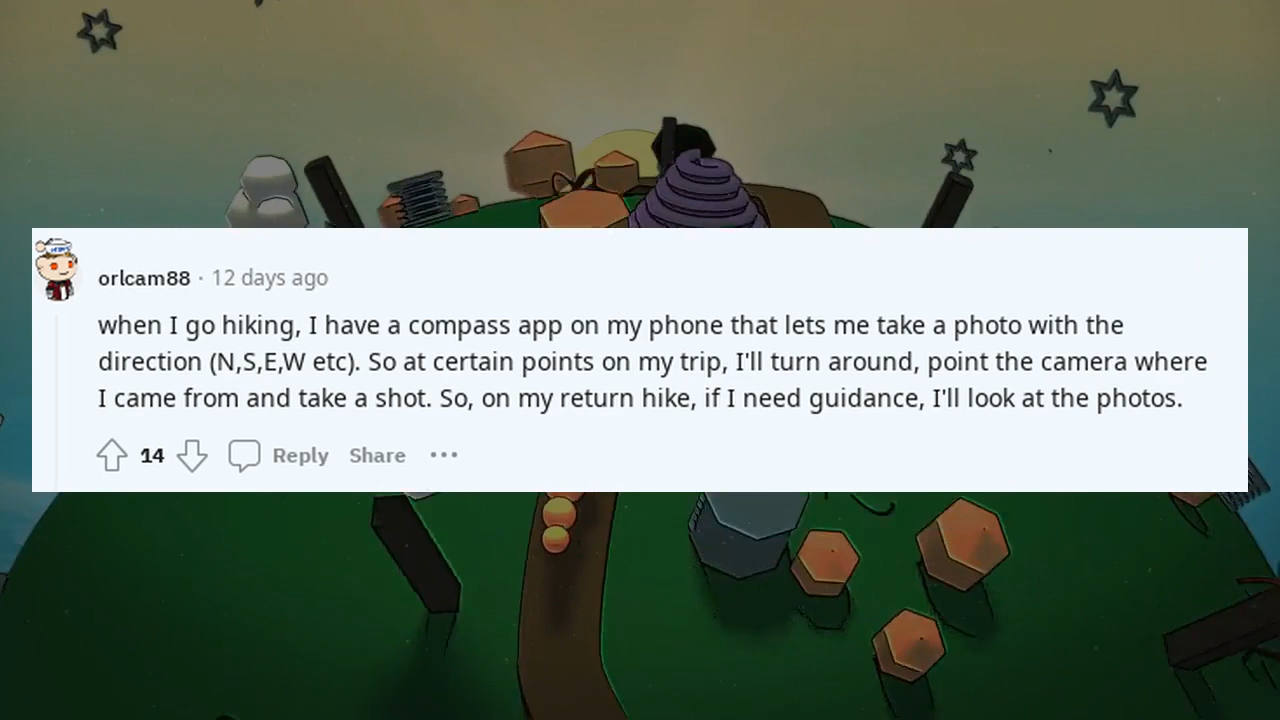 orlcam88 · 12 days ago
when I go hiking, I have a compass app on my phone that lets me take a photo with the
direction (N,S,E,W etc). So at certain points on my trip, I'll turn around, point the camera where
I came from and take a shot. So, on my return hike, if I need guidance, I'll look at the photos.
14 Reply Share ···